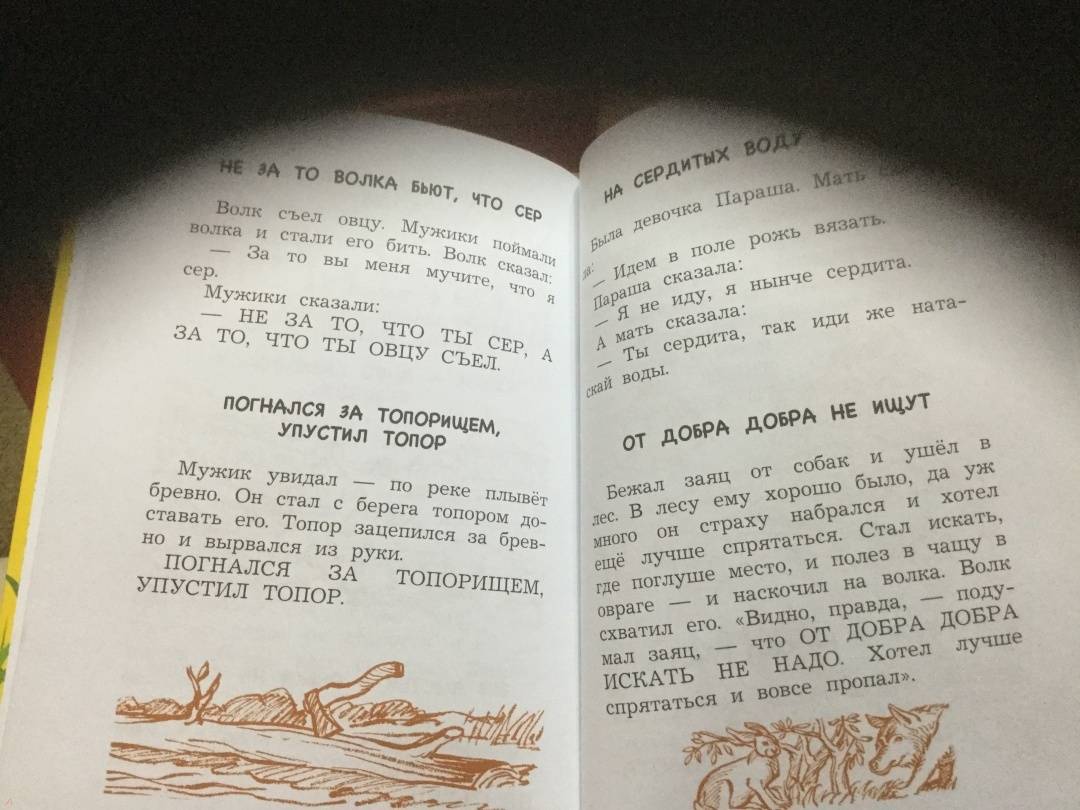 НЕ ЗА ТО ВОЛКА БЬЮТ, ЧТО СЕР
Волк съел овцу. Мужики поймали
волка и стали его бить. Волк сказал:
— За то вы меня мучите, что я
сер.
Мужики сказали:
— НЕ ЗА ТО, ЧТО ТЫ СЕР, А
ЗА ТО, ЧТО ТЫ ОВЦУ СЪЕЛ.
ПОГНАЛСЯ ЗА ТОПОРИЩЕМ,
УПУСТИЛ ТОПОР
Мужик увидал — по реке плывёт
бревно. Он стал с берега топором до-
ставать его. Топор зацепился за брев-
но и вырвался из руки.
ПОГНАЛСЯ ЗА ТОПОРИЩЕМ,
УПУСТИЛ ТОПОР.
НА СЕРДИТЫХ ВОДУ
Была девочка Параша. Мать
ла:
— Идем в поле рожь вязать.
Параша сказала:
— Я не иду, я нынче сердита.
А мать сказала:
— Ты сердита, так иди же ната-
скай воды.
ОТ ДОБРА ДОБРА НЕ ИЩУТ
Бежал заяц от собак и ушёл в
лес. В лесу ему хорошо было, да уж
много он страху набрался и хотел
ещё лучше спрятаться. Стал искать,
где поглуше место, и полез в чащу в
овраге — и наскочил на волка. Волк
схватил его. «Видно, правда, — поду-
мал заяц, — что ОТ ДОБРА ДОБРА
ИСКАТЬ НЕ НАДО. Хотел лучше
спрятаться и вовсе пропал».